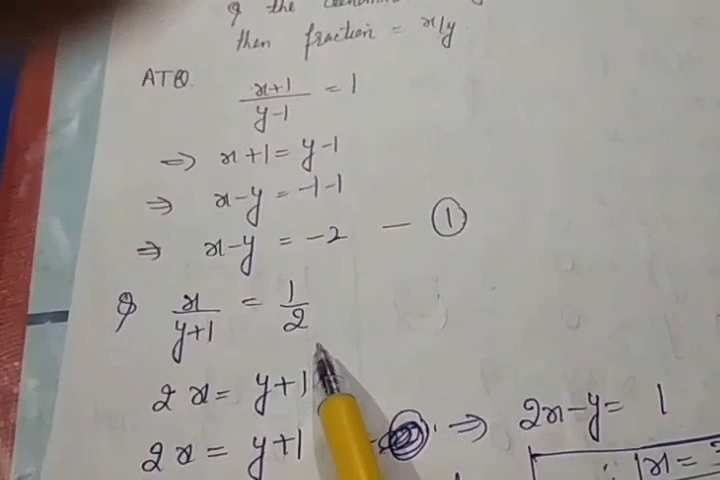 & the
then fraction = x/y.
ATQ.
x+1/y-1 = 1
⇒ x+1 = y-1
⇒ x-y = -1-1
⇒ x-y = -2 — ①
& x/y+1 = 1/2
2x = y+1
2x = y+1 ⇒ 2x-y = 1
∴ x =